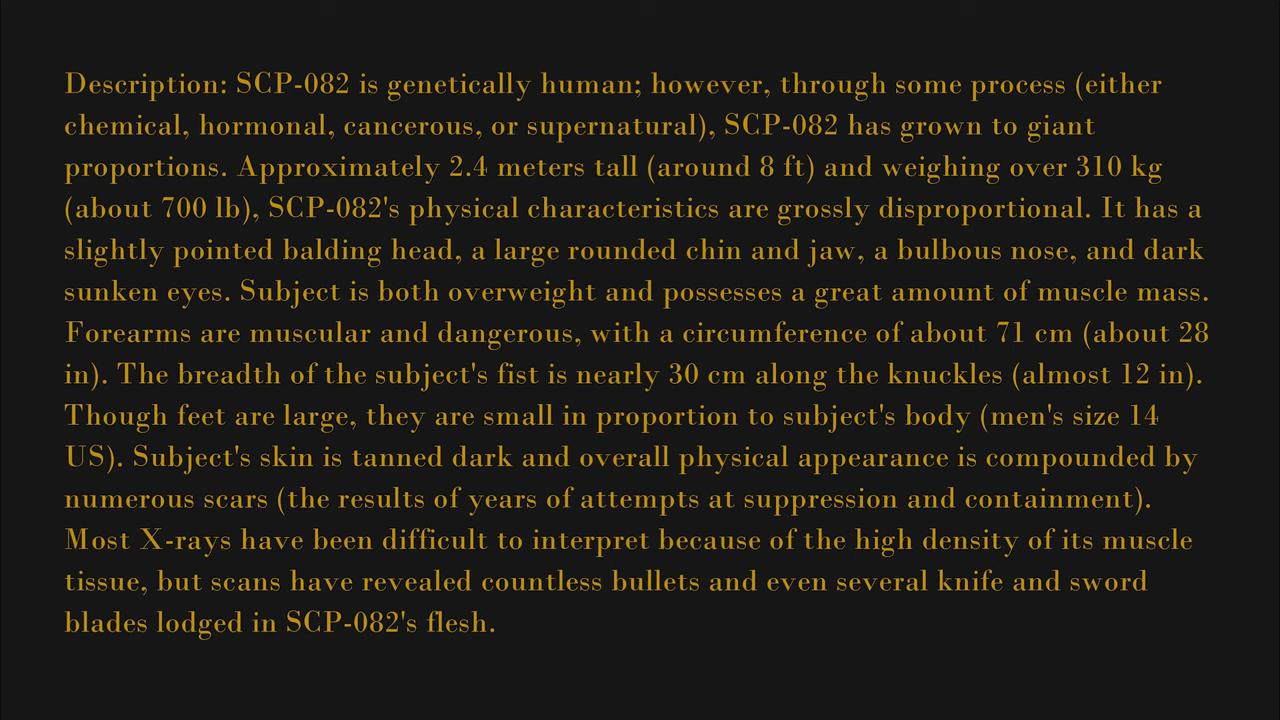 Description: SCP-082 is genetically human; however, through some process (either
chemical, hormonal, cancerous, or supernatural), SCP-082 has grown to giant
proportions. Approximately 2.4 meters tall (around 8 ft) and weighing over 310 kg
(about 700 lb), SCP-082's physical characteristics are grossly disproportional. It has a
slightly pointed balding head, a large rounded chin and jaw, a bulbous nose, and dark
sunken eyes. Subject is both overweight and possesses a great amount of muscle mass.
Forearms are muscular and dangerous, with a circumference of about 71 cm (about 28
in). The breadth of the subject's fist is nearly 30 cm along the knuckles (almost 12 in).
Though feet are large, they are small in proportion to subject's body (men's size 14
US). Subject's skin is tanned dark and overall physical appearance is compounded by
numerous scars (the results of years of attempts at suppression and containment).
Most X-rays have been difficult to interpret because of the high density of its muscle
tissue, but scans have revealed countless bullets and even several knife and sword
blades lodged in SCP-082's flesh.